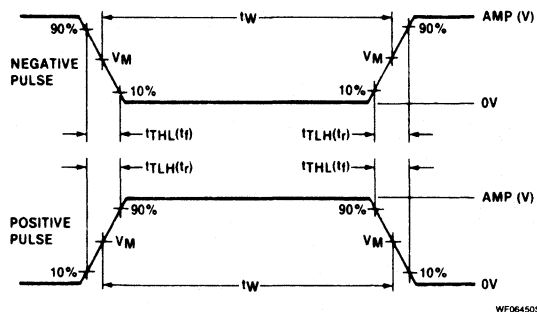 tW
AMP (V)
90%
90%
NEGATIVE
PULSE
VM
VM
10%
10%
0V
tTHL(tf)
tTLH(tr)
tTLH(tr)
tTHL(tf)
AMP (V)
90%
90%
POSITIVE
PULSE
VM
VM
10%
10%
tW
0V
WF06450S